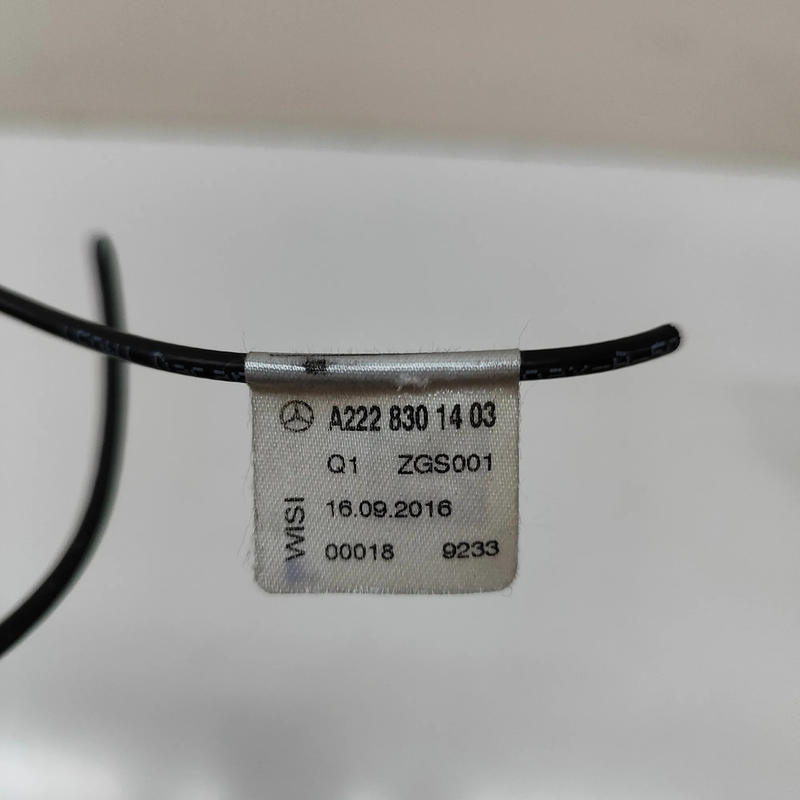 A222 830 14 03
Q1 ZGS001
16.09.2016
00018 9233
WISI